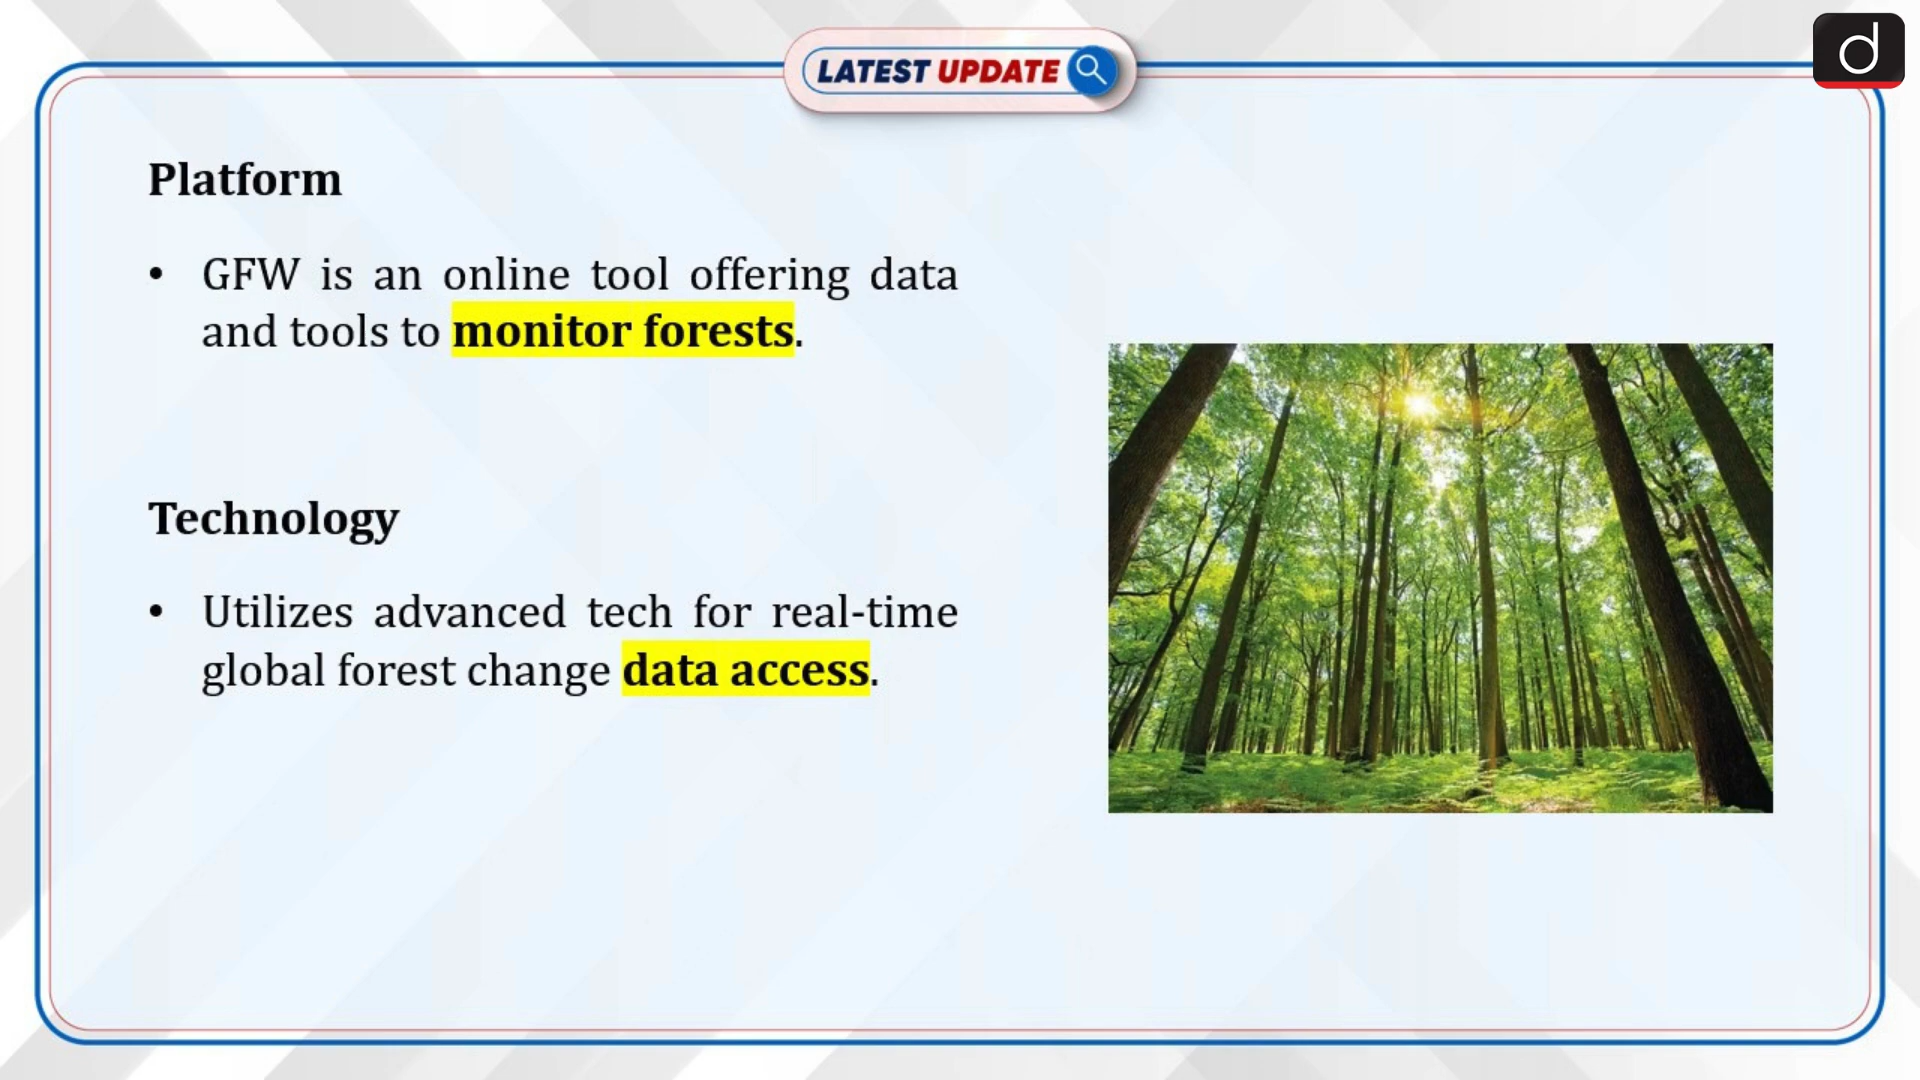 LATEST UPDATE
d
Platform
• GFW is an online tool offering data
and tools to monitor forests.
Technology
• Utilizes advanced tech for real-time
global forest change data access.